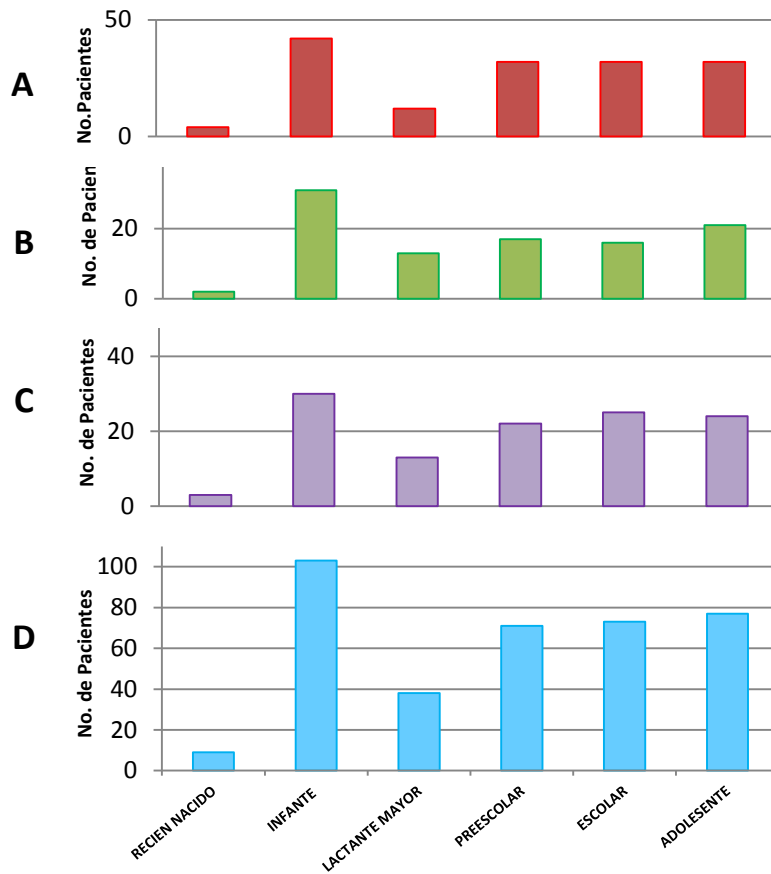 A
No.Pacientes
50
0
B
No. de Pacien
20
0
C
No. de Pacientes
40
20
0
D
No. de Pacientes
100
80
60
40
20
0
RECIEN NACIDO
INFANTE
LACTANTE MAYOR
PREESCOLAR
ESCOLAR
ADOLESENTE